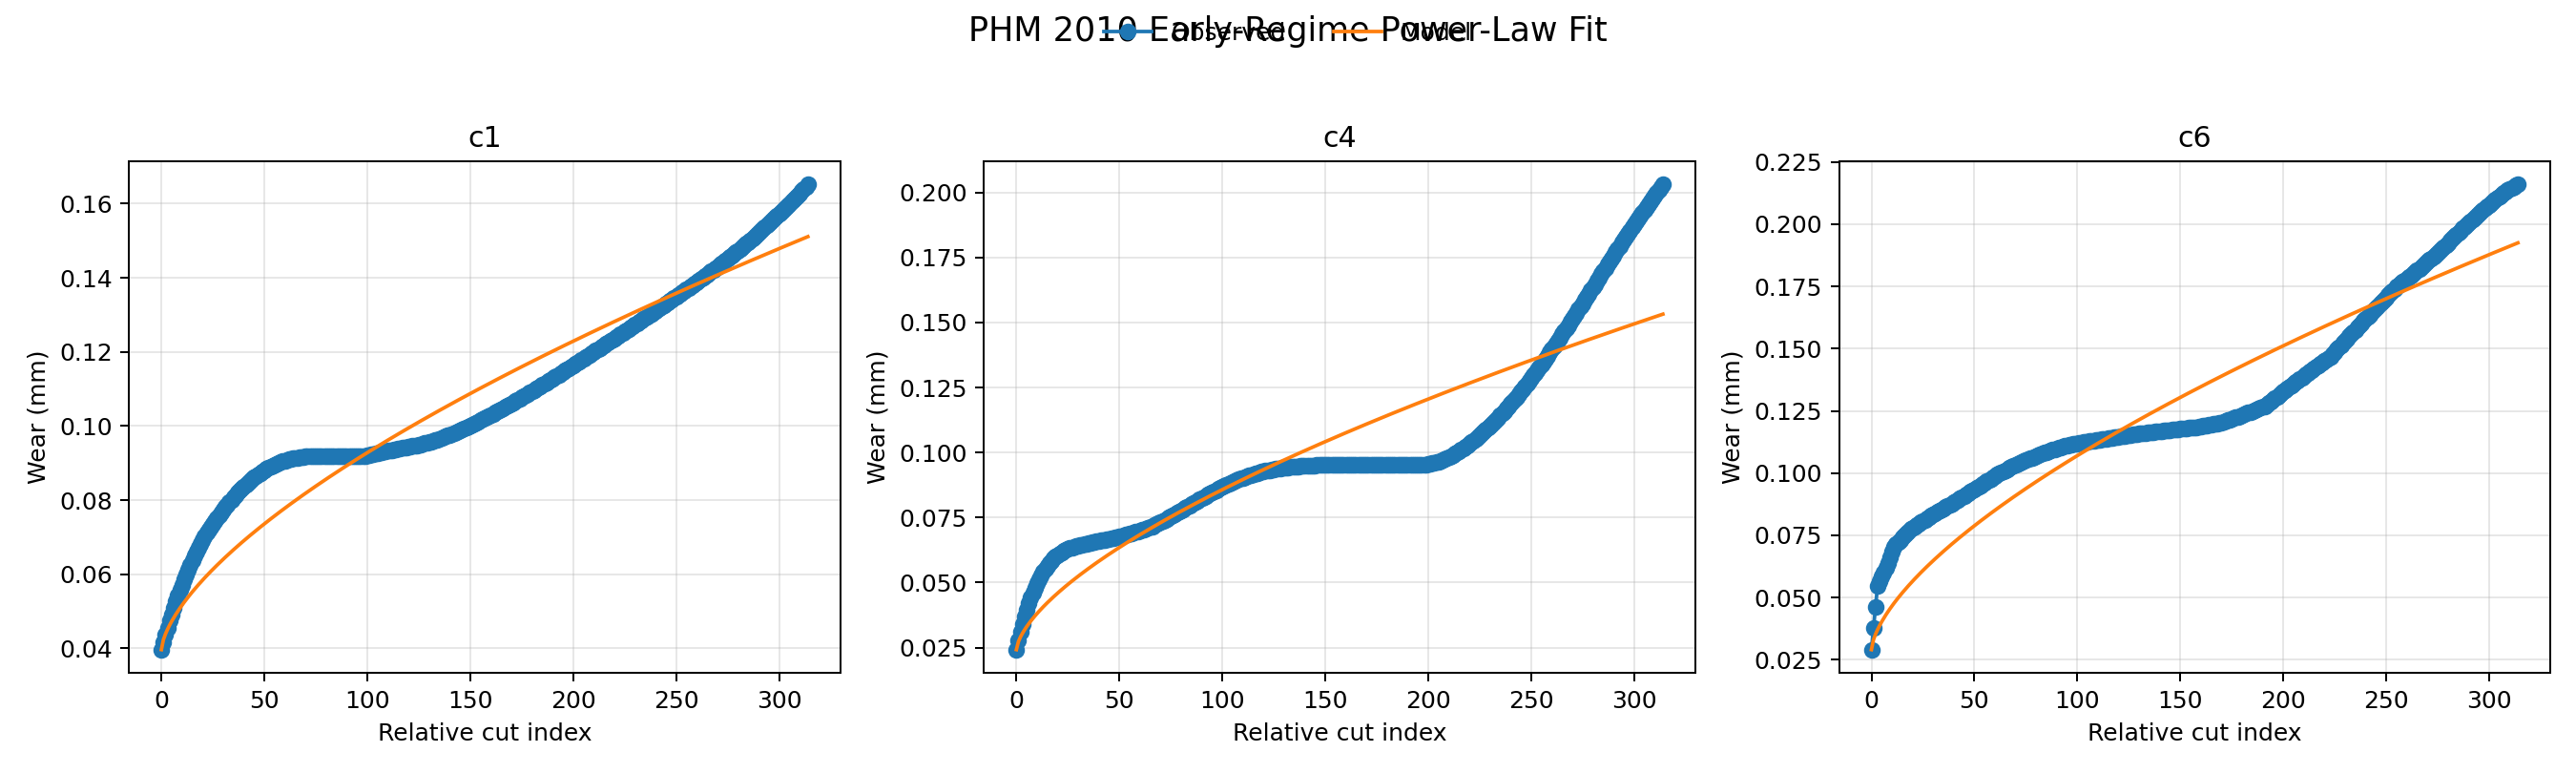 PHM 2010 Early-Regime Power-Law Fit
Observed Model
c1
c4
c6
Wear (mm)
0.16
0.14
0.12
0.10
0.08
0.06
0.04
0 50 100 150 200 250 300
Relative cut index
Wear (mm)
0.200
0.175
0.150
0.125
0.100
0.075
0.050
0.025
0 50 100 150 200 250 300
Relative cut index
Wear (mm)
0.225
0.200
0.175
0.150
0.125
0.100
0.075
0.050
0.025
0 50 100 150 200 250 300
Relative cut index